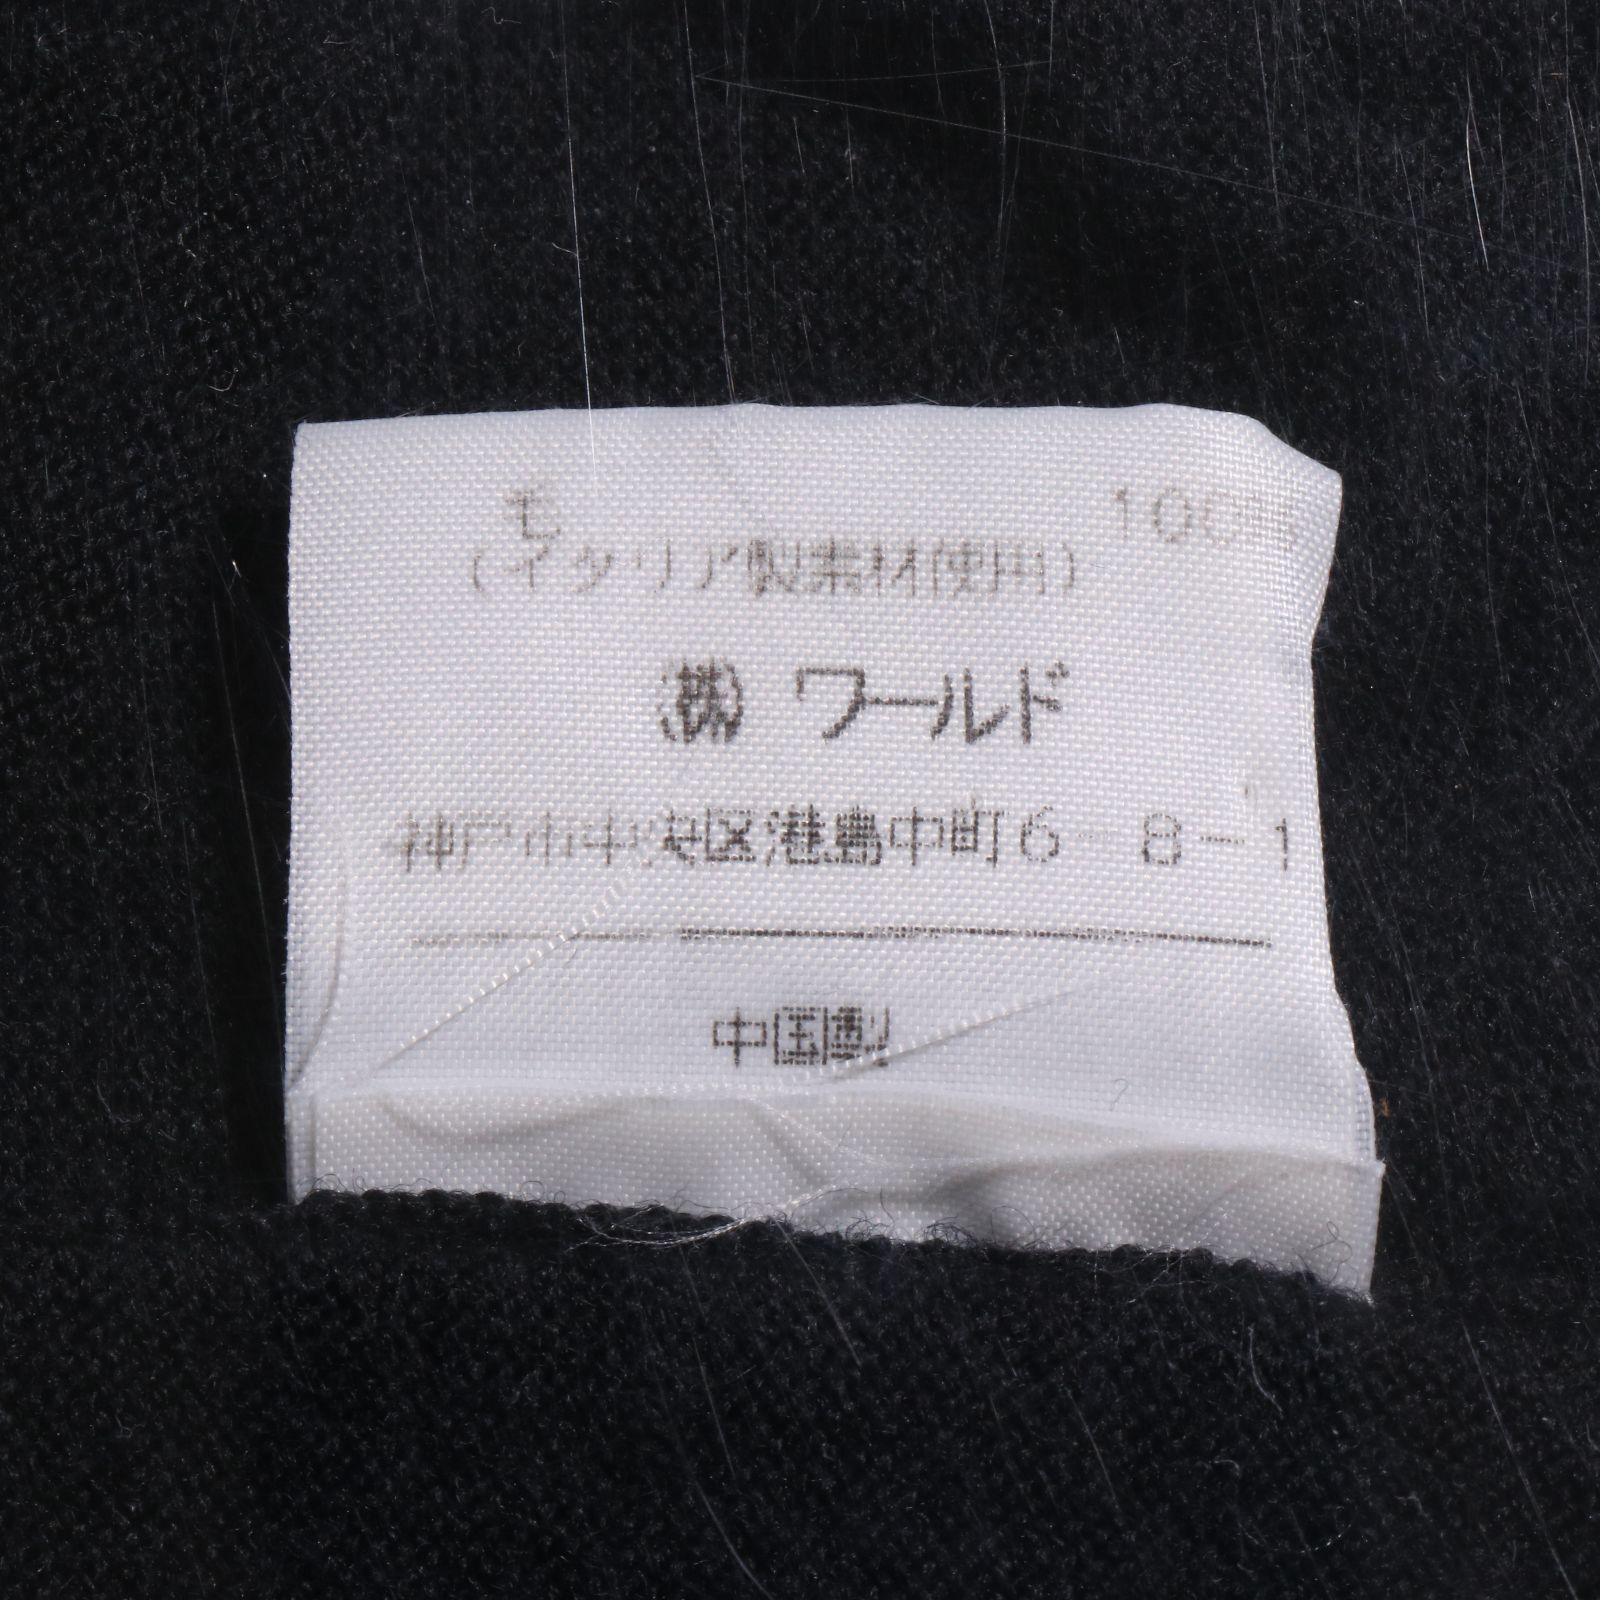 毛 100%
(イタリア製素材使用)
㈱ ワールド
神戸市中央区港島中町6-8-1
中国製